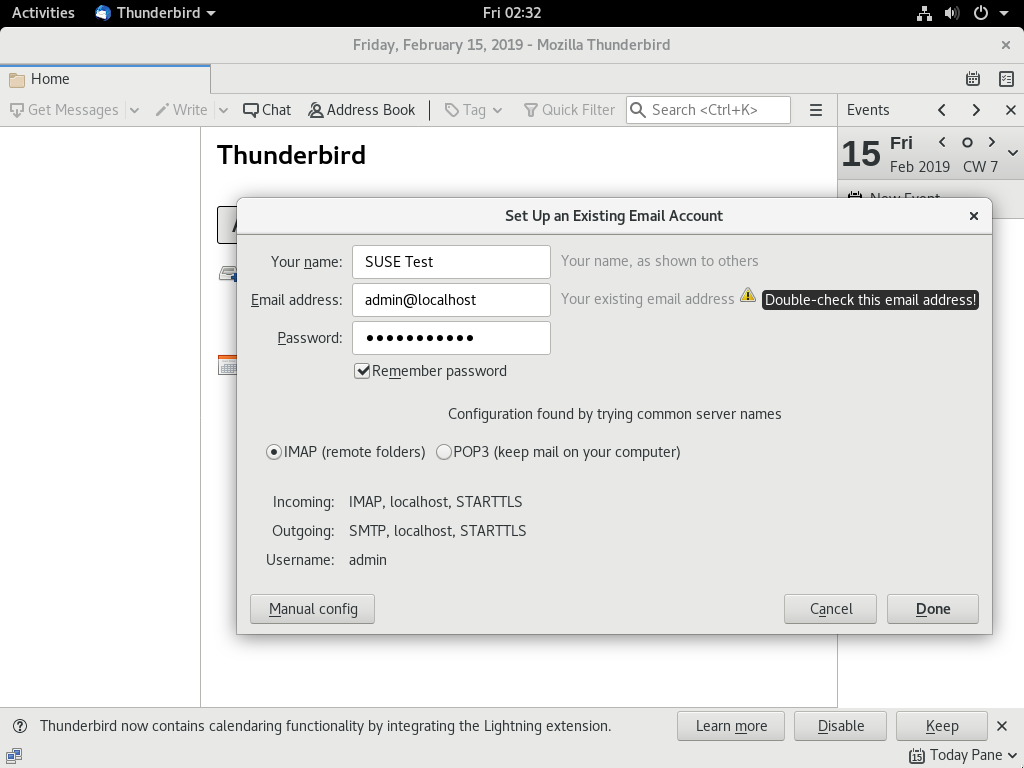 Activities Thunderbird Fri 02:32
Friday, February 15, 2019 - Mozilla Thunderbird
Home
Get Messages Write Chat Address Book Tag Quick Filter Search <Ctrl+K> Events
Thunderbird
15 Fri
Feb 2019 CW 7
New Event
Set Up an Existing Email Account
Your name: SUSE Test Your name, as shown to others
Email address: admin@localhost Your existing email address Double-check this email address!
Password: •••••••••••
Remember password
Configuration found by trying common server names
IMAP (remote folders) POP3 (keep mail on your computer)
Incoming: IMAP, localhost, STARTTLS
Outgoing: SMTP, localhost, STARTTLS
Username: admin
Manual config Cancel Done
Thunderbird now contains calendaring functionality by integrating the Lightning extension. Learn more Disable Keep
15 Today Pane